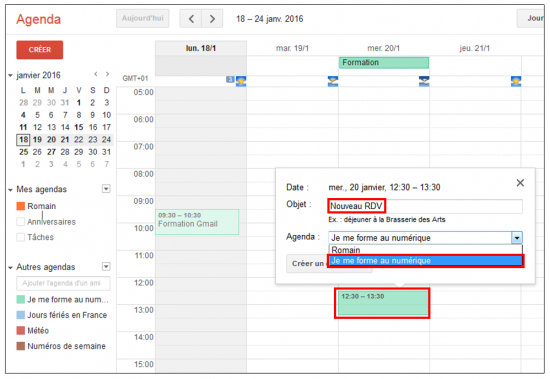 Agenda
Aujourd'hui
18 – 24 janv. 2016
Jour
CRÉER
janvier 2016
L M M J V S D
28 29 30 31 1 2 3
4 5 6 7 8 9 10
11 12 13 14 15 16 17
18 19 20 21 22 23 24
25 26 27 28 29 30 31
1 2 3 4 5 6 7
Mes agendas
Romain
Anniversaires
Tâches
Autres agendas
Ajouter l'agenda d'un ami
Je me forme au num...
Jours fériés en France
Météo
Numéros de semaine
lun. 18/1 mar. 19/1 mer. 20/1 jeu. 21/1
Formation
GMT+01
3
05:00
06:00
07:00
08:00
09:00
10:00
11:00
12:00
13:00
14:00
15:00
09:30 – 10:30
Formation Gmail
Date : mer., 20 janvier, 12:30 – 13:30
Objet : Nouveau RDV
Ex. : déjeuner à la Brasserie des Arts
Agenda : Je me forme au numérique
Romain
Je me forme au numérique
Créer un
12:30 – 13:30